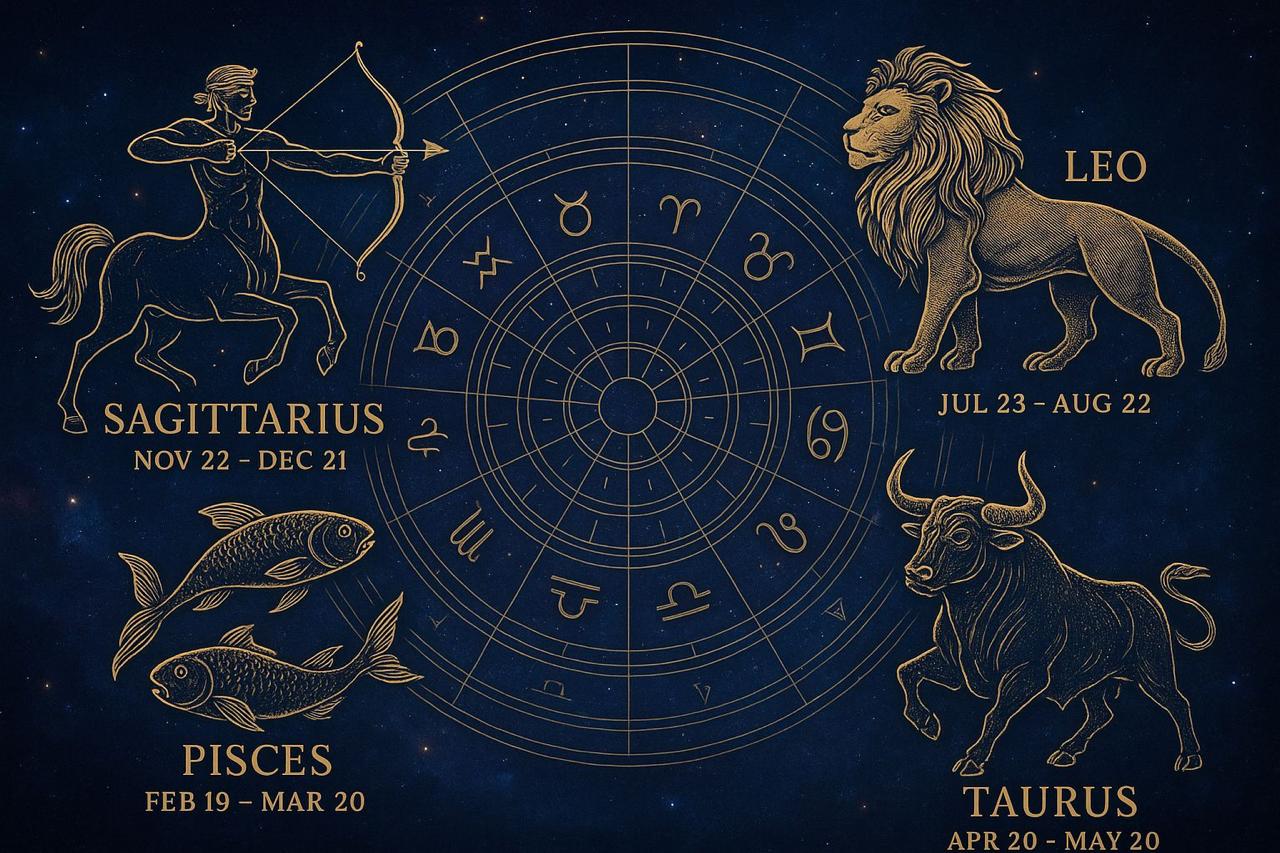 SAGITTARIUS
NOV 22 – DEC 21
LEO
JUL 23 – AUG 22
PISCES
FEB 19 – MAR 20
TAURUS
APR 20 – MAY 20